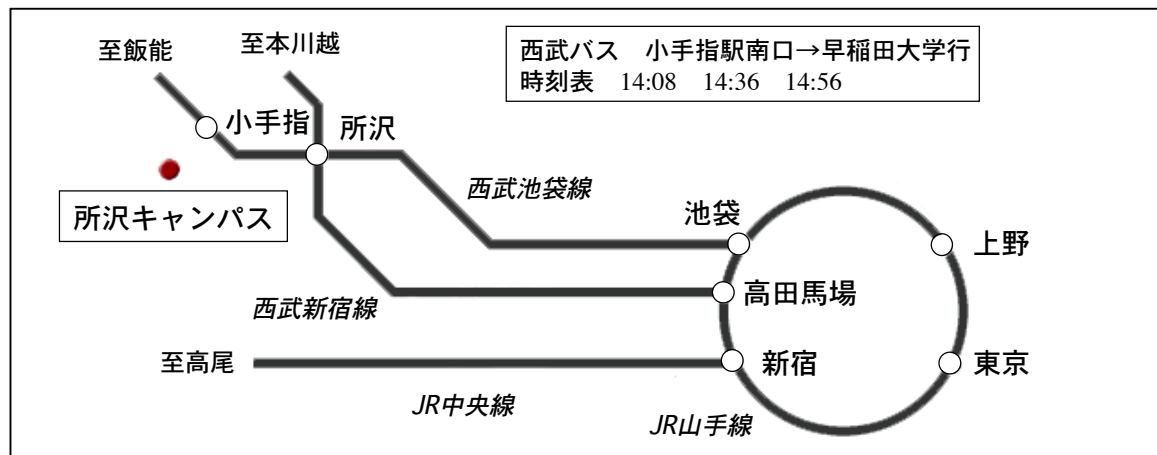 至飯能
至本川越
西武バス　小手指駅南口→早稲田大学行
時刻表　14:08　14:36　14:56
小手指
所沢
所沢キャンパス
西武池袋線
池袋
上野
西武新宿線
高田馬場
至高尾
新宿
東京
JR中央線
JR山手線